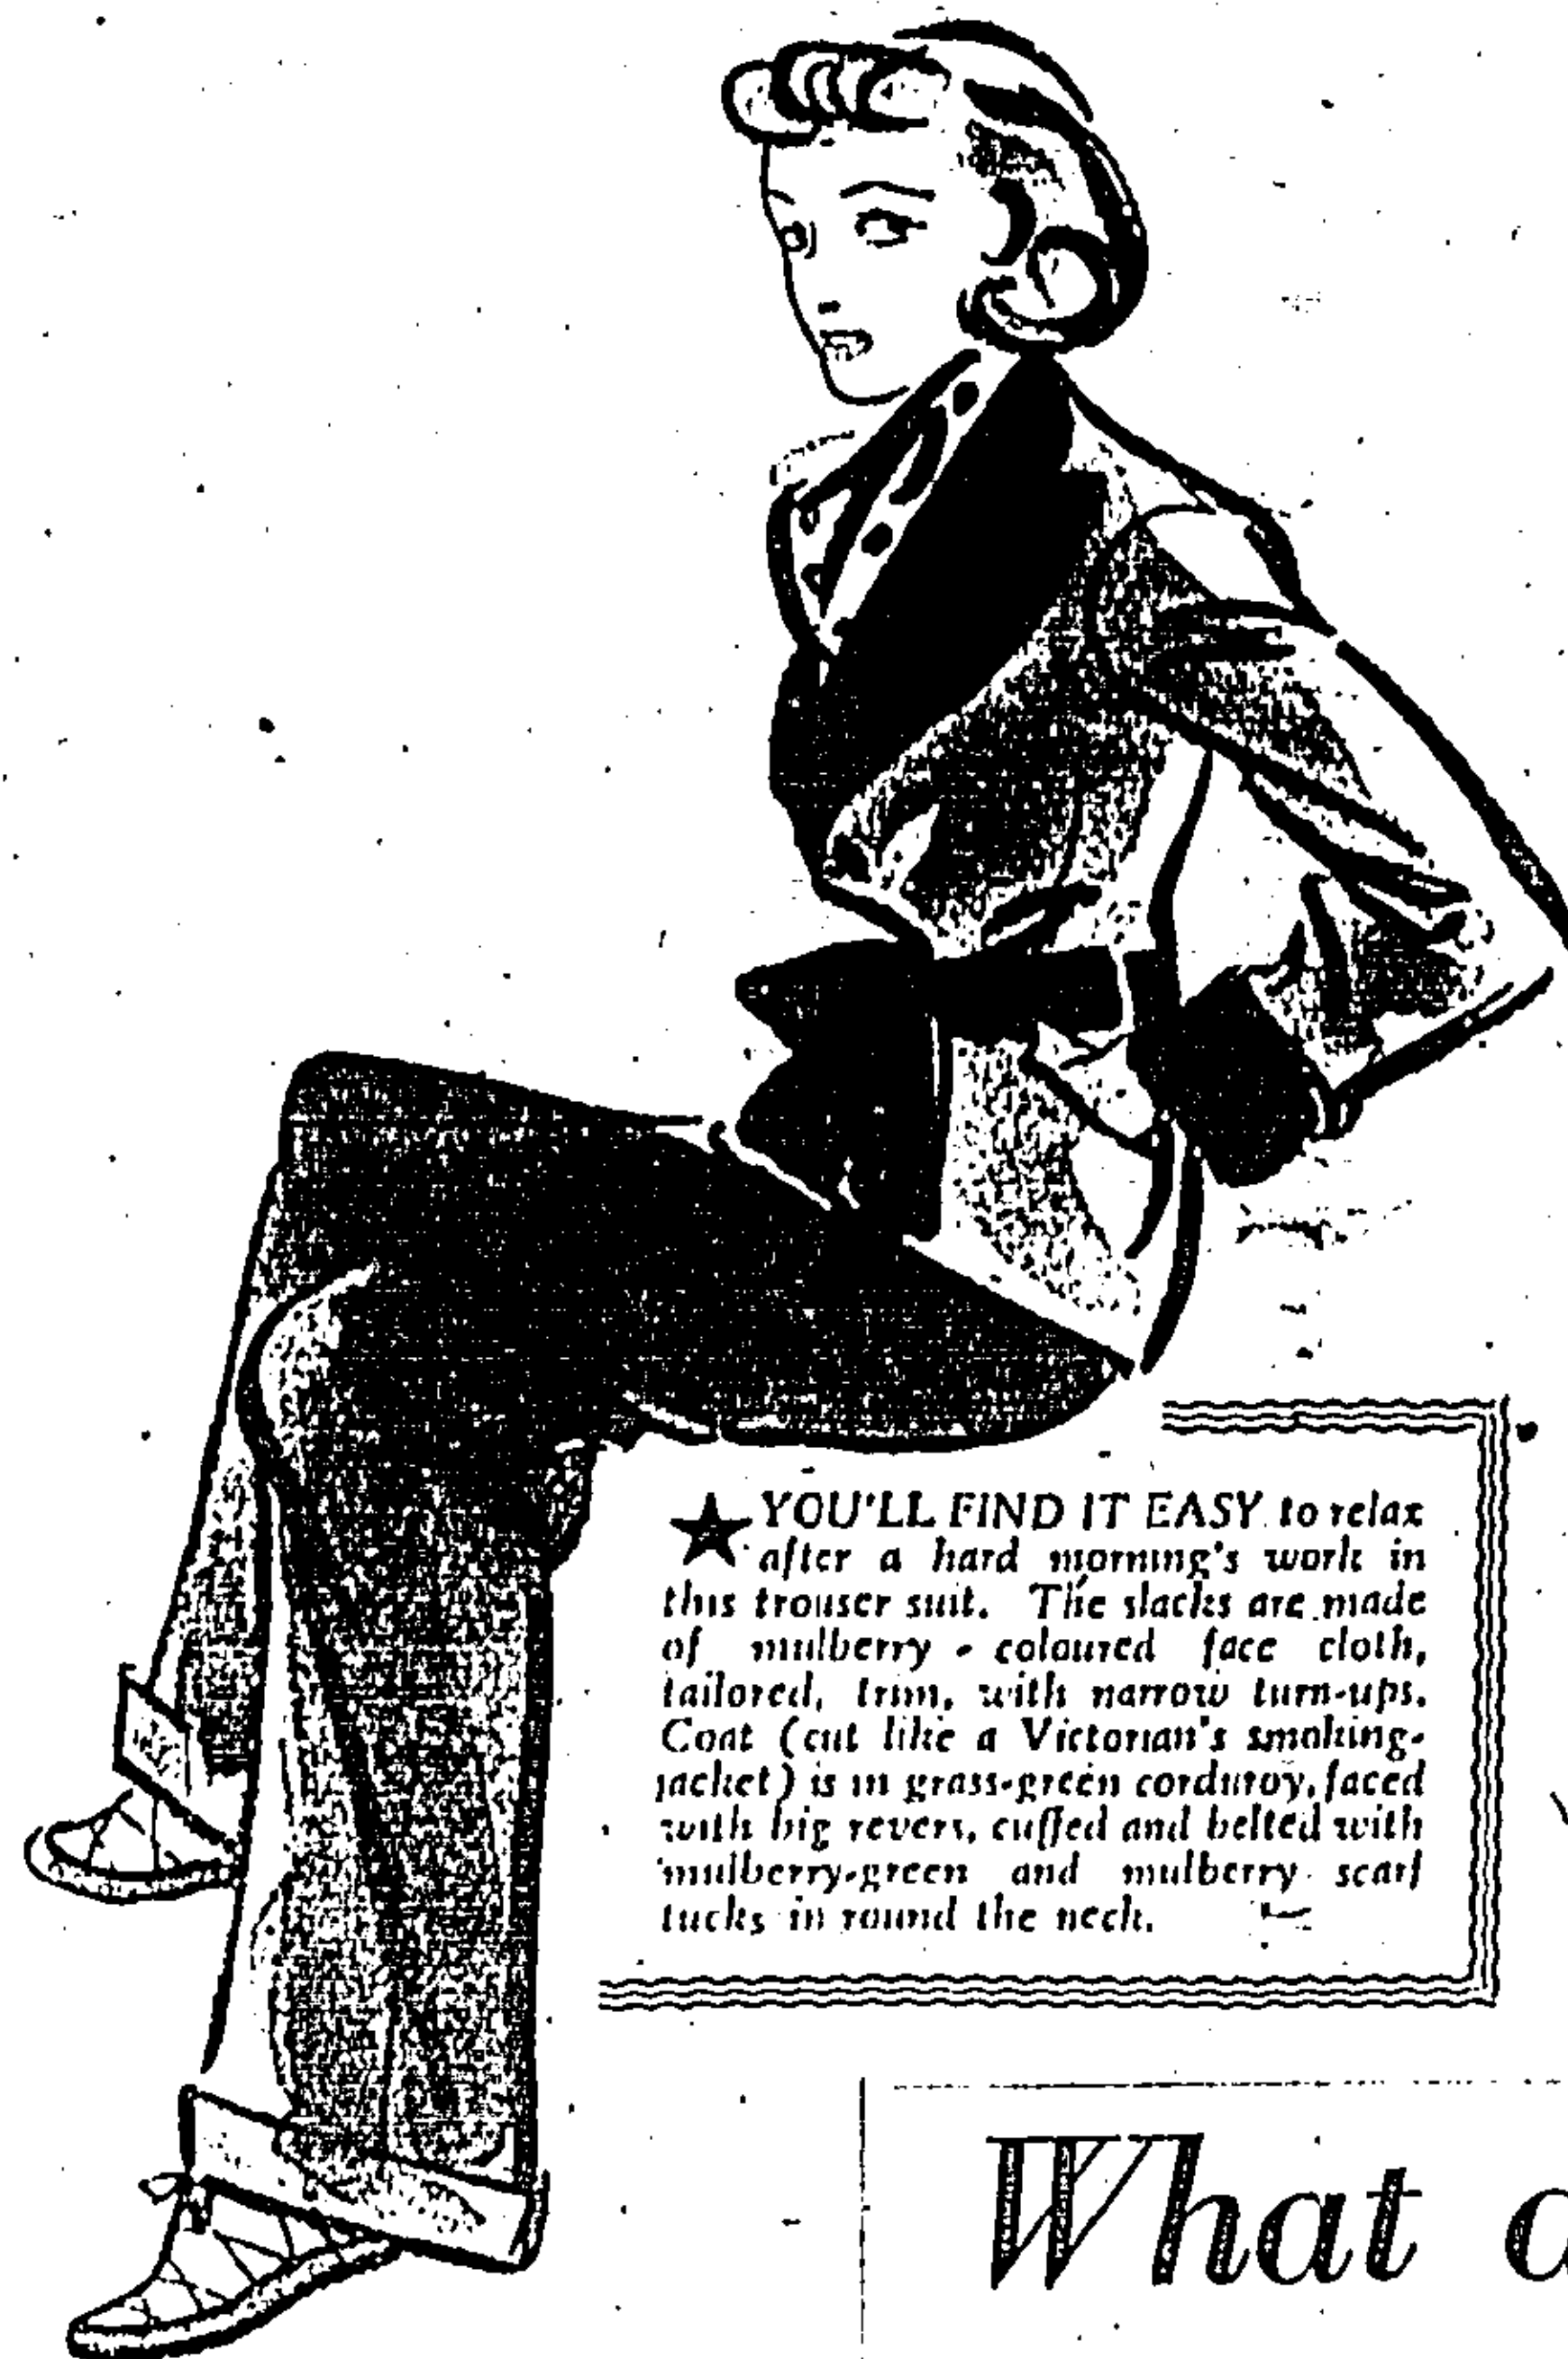 ★ YOU'LL FIND IT EASY to relax
after a hard morning's work in
this trouser suit. The slacks are made
of mulberry - coloured face cloth,
tailored, trim, with narrow turn-ups.
Coat (cut like a Victorian's smoking-
jacket) is in grass-green corduroy, faced
with big revers, cuffed and belted with
mulberry-green and mulberry scarf
tucks in round the neck.
What